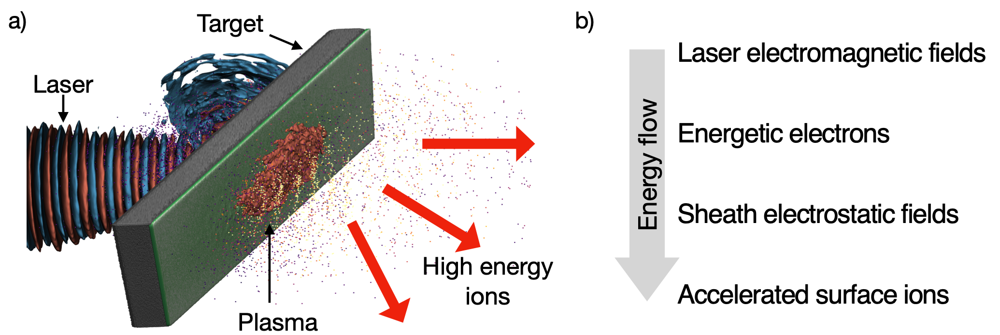 a)
Target
Laser
High energy
ions
Plasma
b)
Energy flow
Laser electromagnetic fields
Energetic electrons
Sheath electrostatic fields
Accelerated surface ions